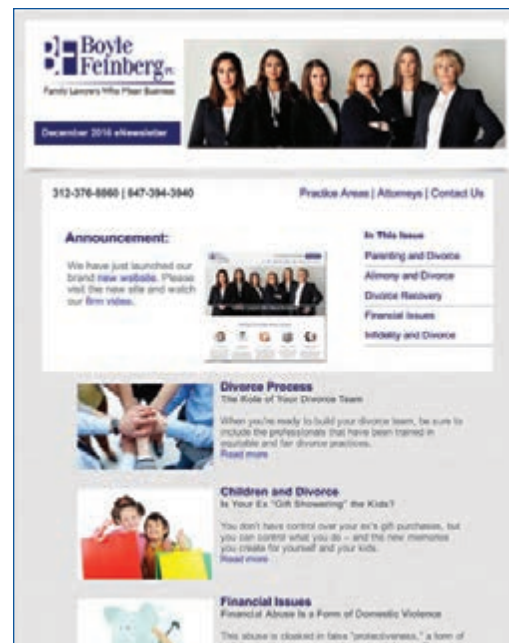 Boyle
Feinberg PC
Family Lawyers Who Mean Business
December 2016 eNewsletter
312-376-8860 | 847-394-3940
Practice Areas | Attorneys | Contact Us
Announcement:
We have just launched our
brand new website. Please
visit the new site and watch
our firm video.
In This Issue
Parenting and Divorce
Alimony and Divorce
Divorce Recovery
Financial Issues
Infidelity and Divorce
Divorce Process
The Role of Your Divorce Team
When you're ready to build your divorce team, be sure to
include the professionals that have been trained in
equitable and fair divorce practices.
Read more
Children and Divorce
Is Your Ex "Gift Showering" the Kids?
You don't have control over your ex's gift purchases, but
you can control what you do – and the new memories
you create for yourself and your kids.
Read more
Financial Issues
Financial Abuse Is a Form of Domestic Violence
This abuse is cloaked in false "protectiveness," a form of